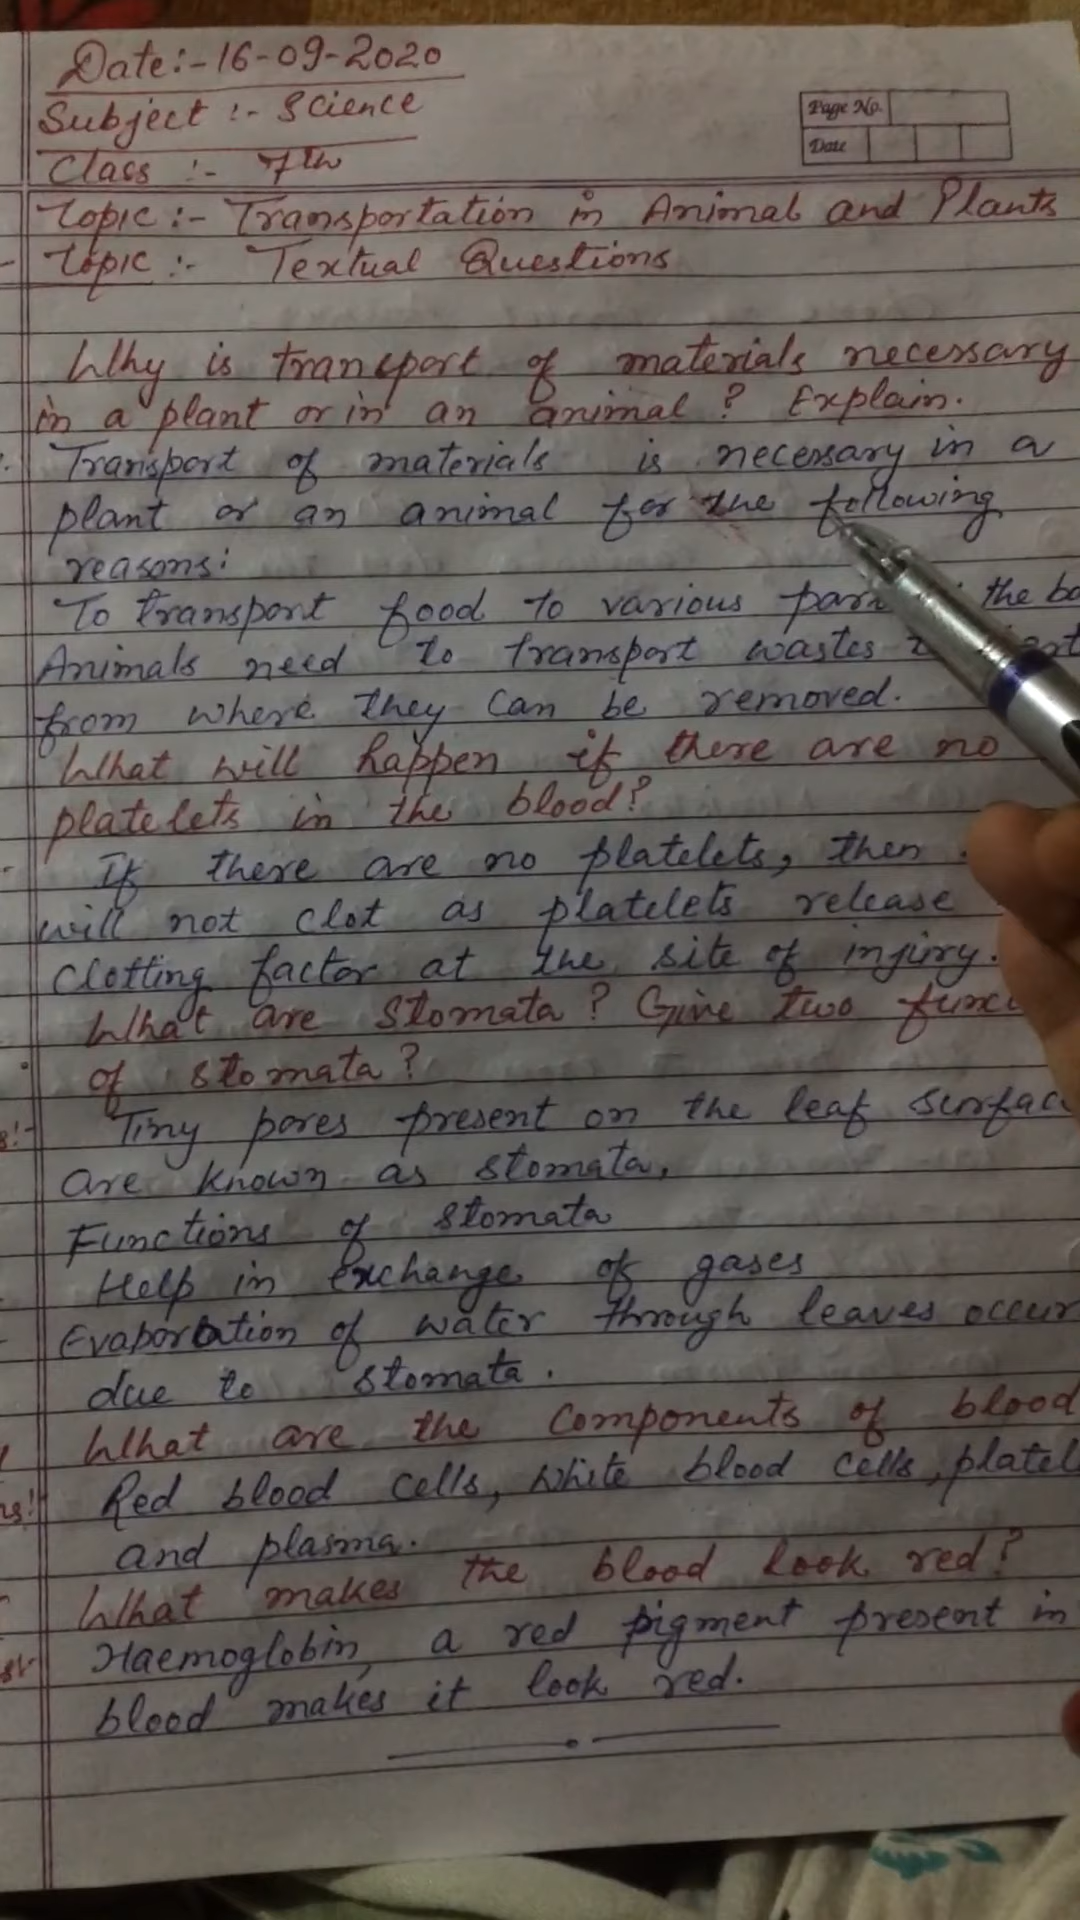 Date:-16-09-2020
Subject :- Science
Page No.
Class :- 7th
Date
Topic:- Transportation in Animal and Plants
Topic :- Textual Questions
Why is transport of materials necessary
in a plant or in an animal? Explain.
Transport of materials is necessary in a
plant or an animal for the following
reasons:
To transport food to various par the bo
Animals need to transport wastes
from where they can be removed.
What will happen if there are no
platelets in the blood?
If there are no platelets, then
will not clot as platelets release
clotting factor at the site of injury.
What are stomata? Give two func
of stomata?
s:- Tiny pores present on the leaf surfac
are known as stomata,
Functions of stomata
Help in exchange of gases
Evaporation of water through leaves occur
due to stomata.
What are the components of blood
ns:- Red blood cells, white blood cells, platel
and plasma.
What makes the blood look red?
Haemoglobin, a red pigment present in
blood makes it look red.